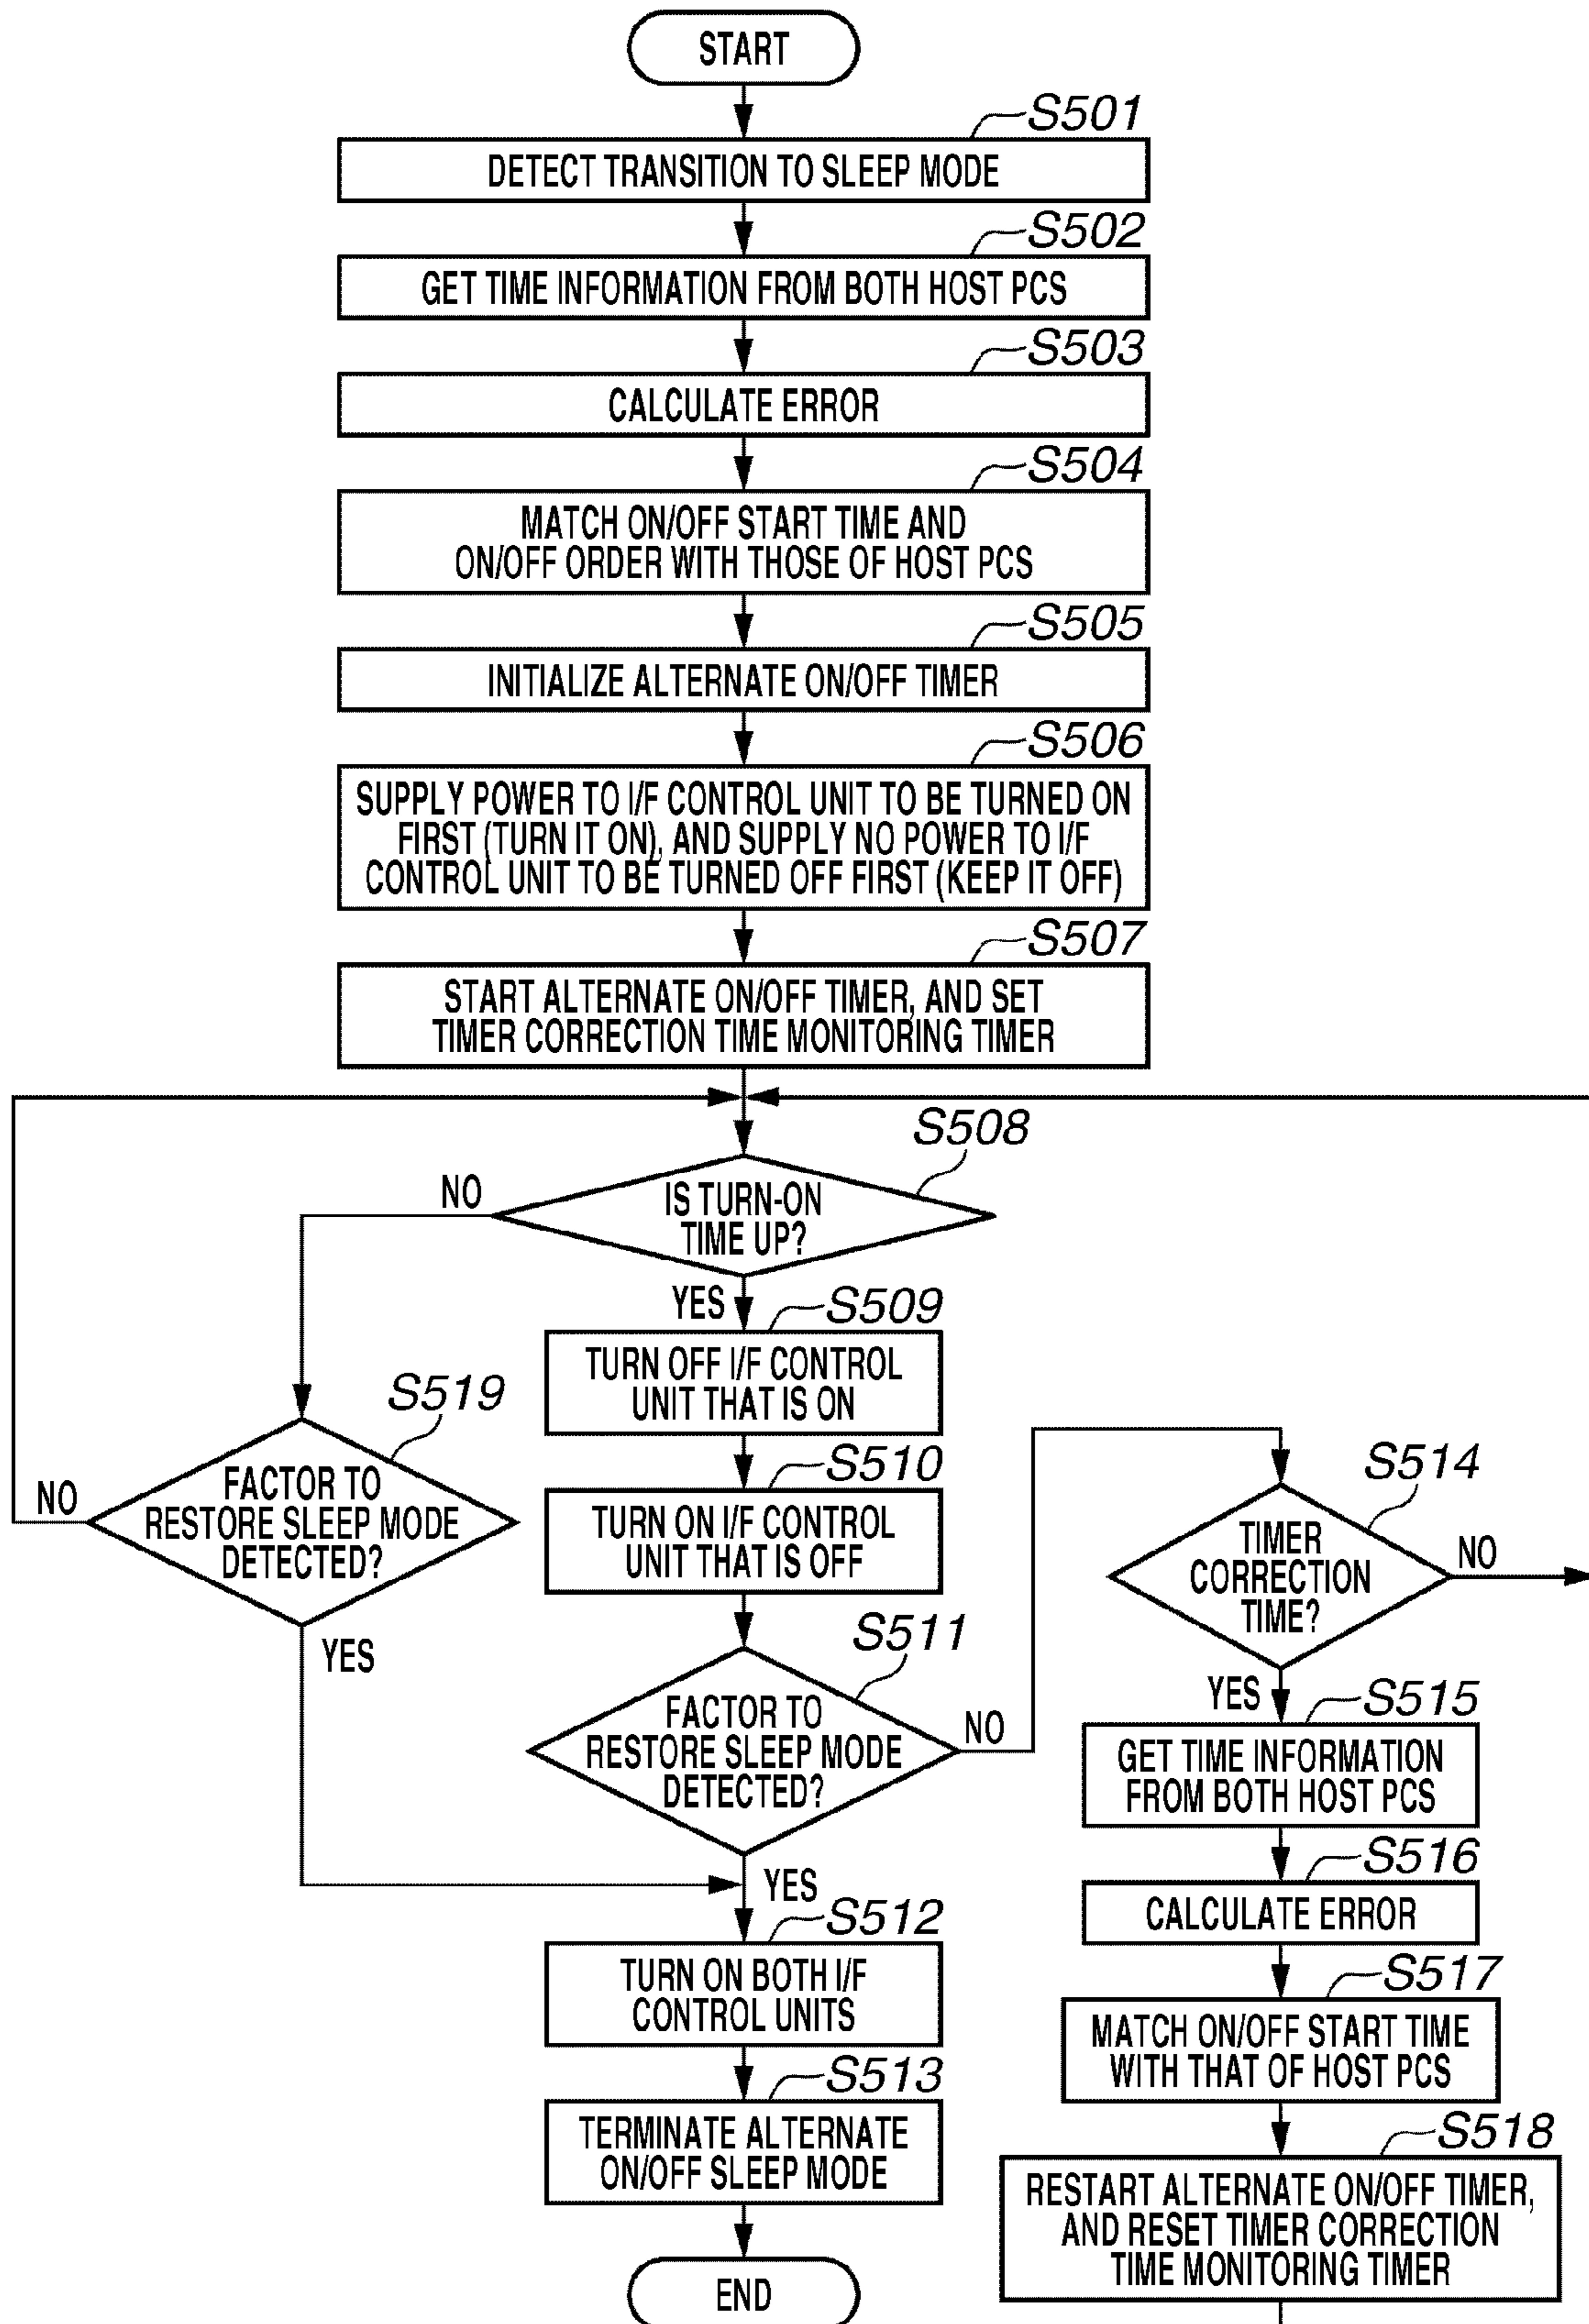 START
S501
DETECT TRANSITION TO SLEEP MODE
S502
GET TIME INFORMATION FROM BOTH HOST PCS
S503
CALCULATE ERROR
S504
MATCH ON/OFF START TIME AND
ON/OFF ORDER WITH THOSE OF HOST PCS
S505
INITIALIZE ALTERNATE ON/OFF TIMER
S506
SUPPLY POWER TO I/F CONTROL UNIT TO BE TURNED ON
FIRST (TURN IT ON), AND SUPPLY NO POWER TO I/F
CONTROL UNIT TO BE TURNED OFF FIRST (KEEP IT OFF)
S507
START ALTERNATE ON/OFF TIMER, AND SET
TIMER CORRECTION TIME MONITORING TIMER
S508
NO
IS TURN-ON
TIME UP?
YES
S509
TURN OFF I/F CONTROL
UNIT THAT IS ON
S519
NO
FACTOR TO
RESTORE SLEEP MODE
DETECTED?
YES
S510
TURN ON I/F CONTROL
UNIT THAT IS OFF
S511
FACTOR TO
RESTORE SLEEP MODE
DETECTED?
NO
YES
S512
TURN ON BOTH I/F
CONTROL UNITS
S513
TERMINATE ALTERNATE
ON/OFF SLEEP MODE
END
S514
TIMER
CORRECTION
TIME?
NO
YES
S515
GET TIME INFORMATION
FROM BOTH HOST PCS
S516
CALCULATE ERROR
S517
MATCH ON/OFF START TIME
WITH THAT OF HOST PCS
S518
RESTART ALTERNATE ON/OFF TIMER,
AND RESET TIMER CORRECTION
TIME MONITORING TIMER